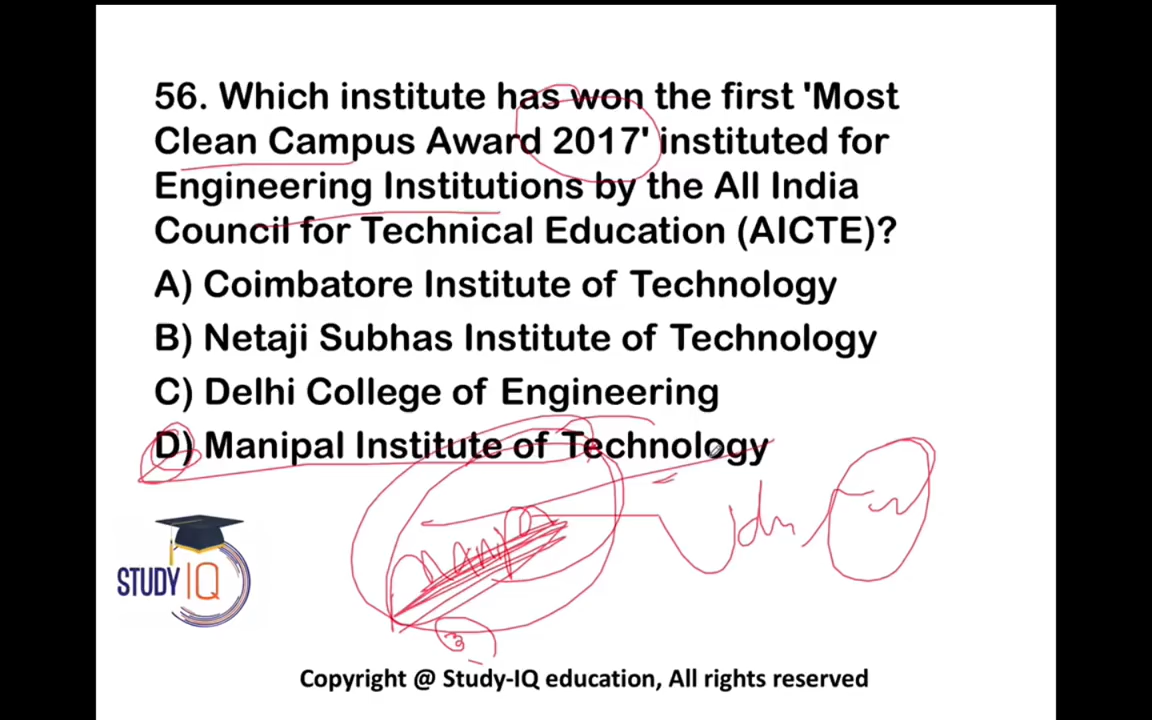 56. Which institute has won the first 'Most
Clean Campus Award 2017' instituted for
Engineering Institutions by the All India
Council for Technical Education (AICTE)?
A) Coimbatore Institute of Technology
B) Netaji Subhas Institute of Technology
C) Delhi College of Engineering
D) Manipal Institute of Technology
STUDY IQ
3
Copyright @ Study-IQ education, All rights reserved